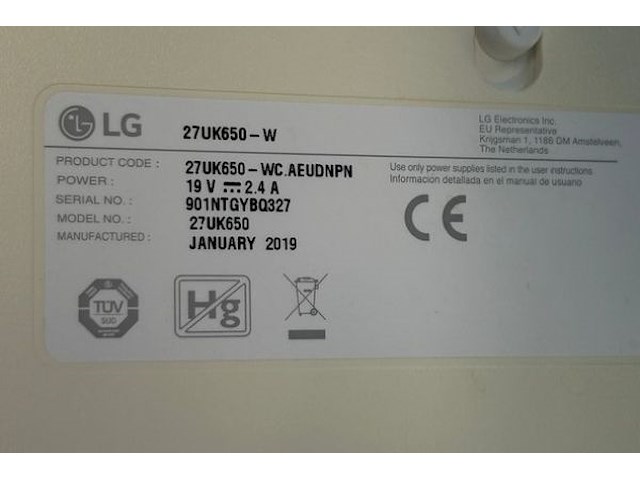 LG
27UK650-W
LG Electronics Inc.
EU Representative
Krijgsman 1, 1186 DM Amstelveen,
The Netherlands
PRODUCT CODE : 27UK650-WC.AEUDNPN
POWER : 19 V ⎓ 2.4 A
SERIAL NO. : 901NTGYBQ327
MODEL NO. : 27UK650
MANUFACTURED : JANUARY 2019
Use only power supplies listed in the user instructions.
Informacion detallada en el manual de usuario
CE
TÜV
SÜD
Hg